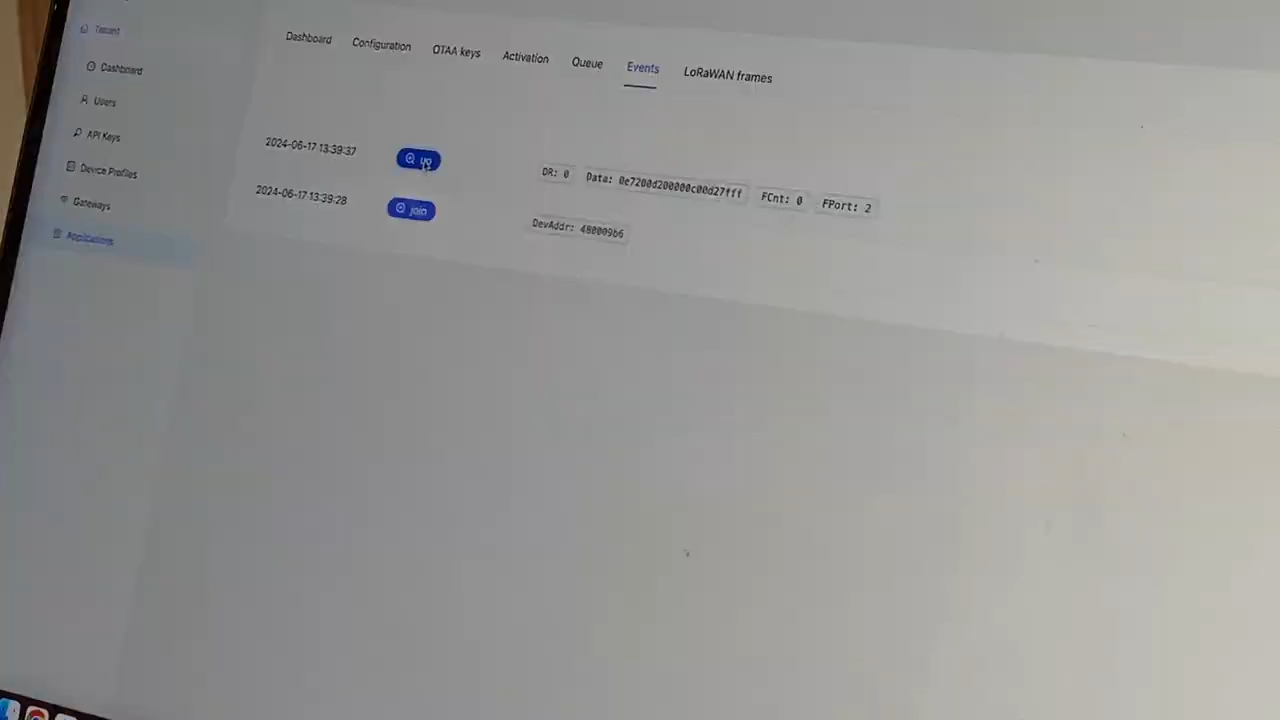 Tenant
Dashboard
Users
API Keys
Device Profiles
Gateways
Applications
Dashboard Configuration OTAA keys Activation Queue Events LoRaWAN frames
2024-06-17 13:39:37 up DR: 0 Data: 0e7200d200000c00d27fff FCnt: 0 FPort: 2
2024-06-17 13:39:28 join DevAddr: 480009b6